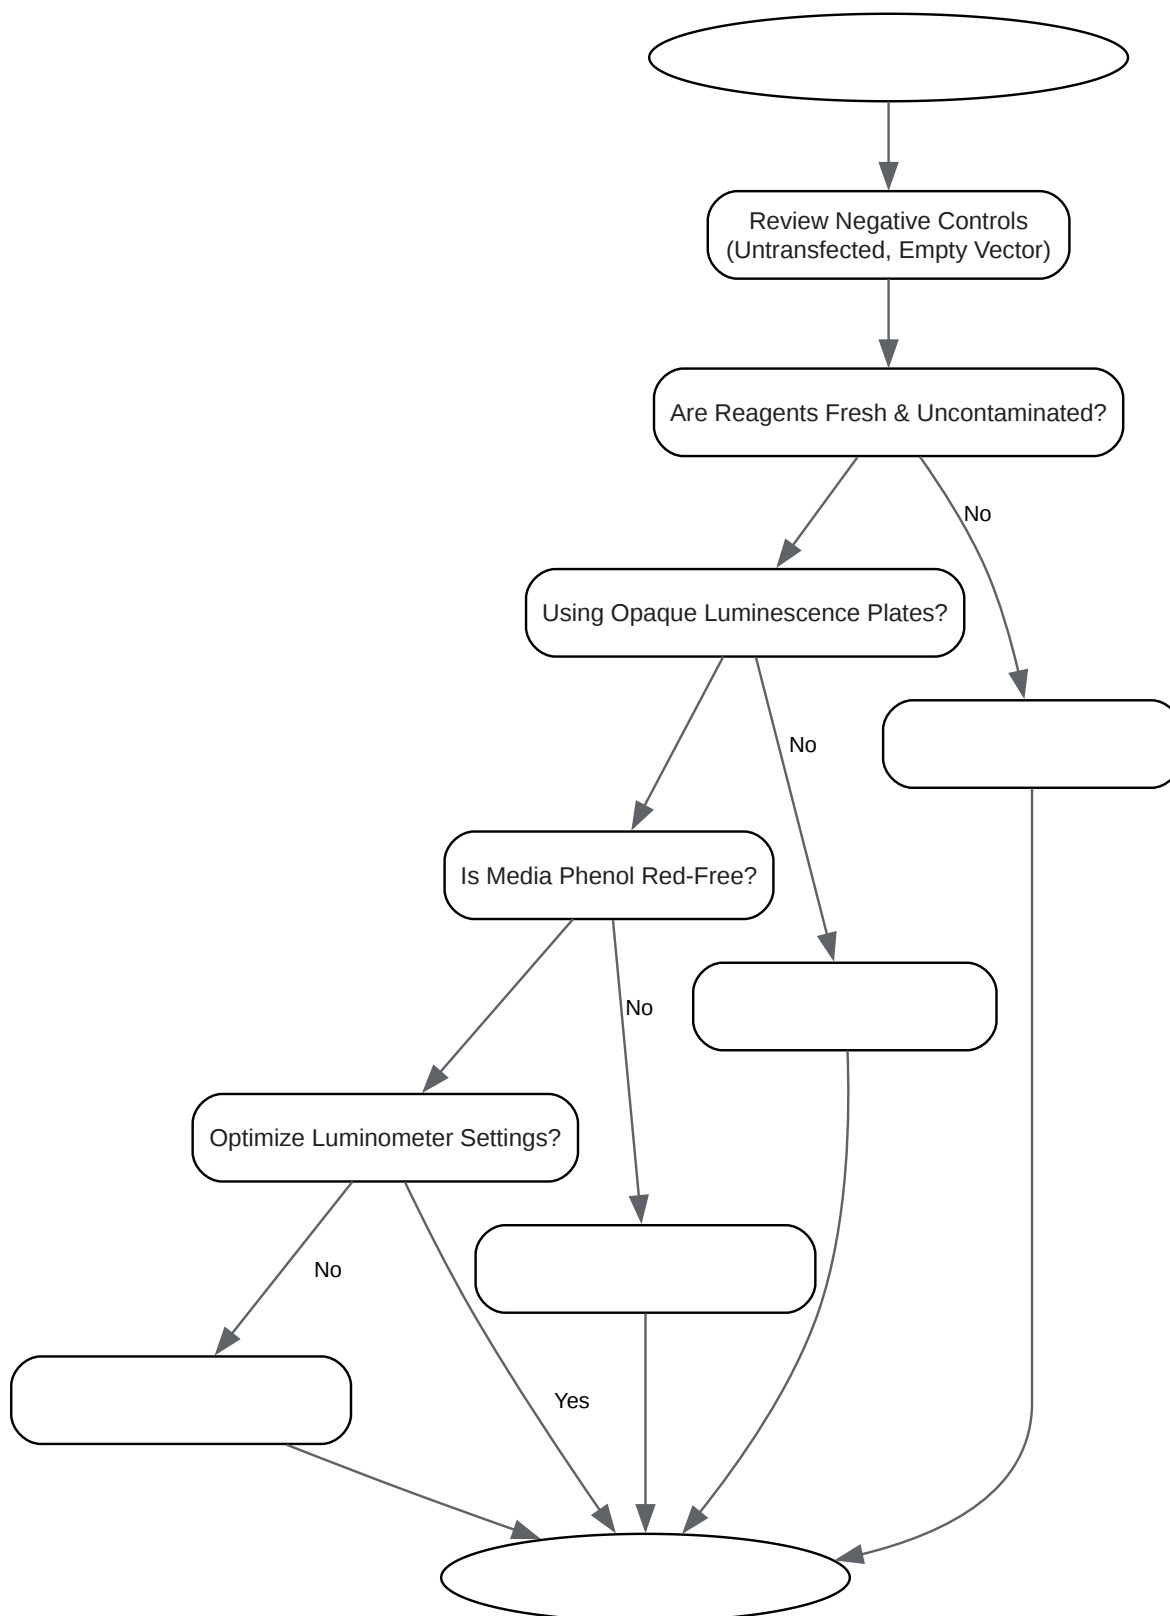 Review Negative Controls
(Untransfected, Empty Vector)
Are Reagents Fresh & Uncontaminated?
No
Using Opaque Luminescence Plates?
No
Is Media Phenol Red-Free?
No
Optimize Luminometer Settings?
No
Yes